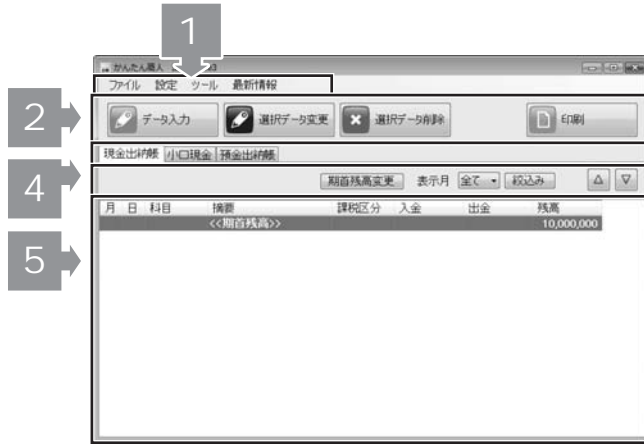 1
かんたん職人
ファイル 設定 ツール 最新情報
2
データ入力 選択データ変更 選択データ削除 印刷
現金出納帳 小口現金 預金出納帳
4
期首残高変更 表示月 全て 絞込み
5
月 日 科目 摘要 課税区分 入金 出金 残高
<<期首残高>> 10,000,000